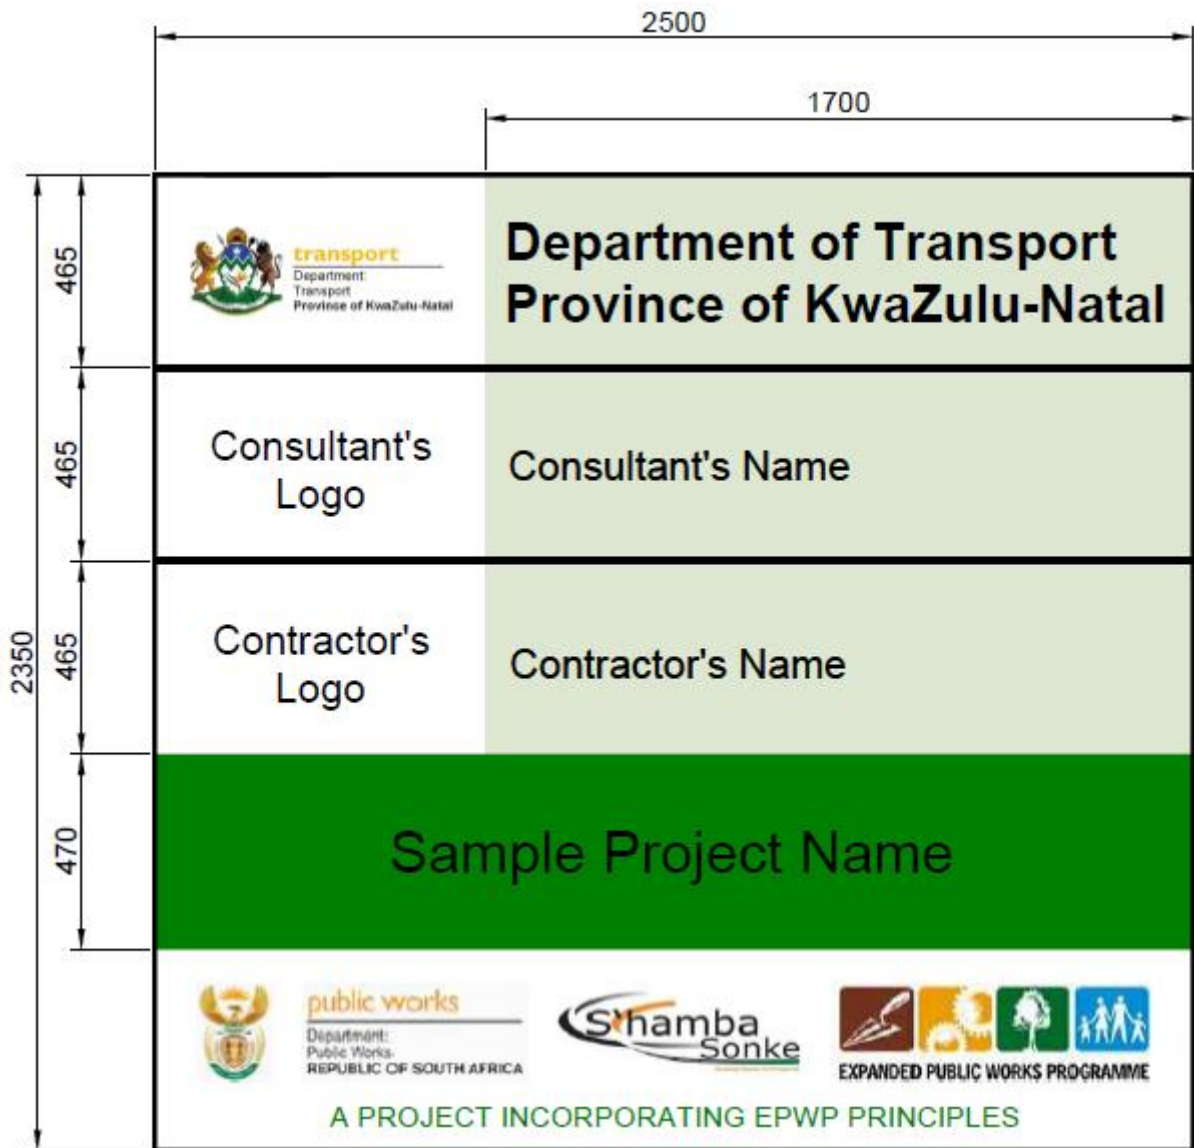 2500
1700
2350
465
transport
Department
Transport
Province of KwaZulu-Natal
Department of Transport
Province of KwaZulu-Natal
465
Consultant's
Logo
Consultant's Name
465
Contractor's
Logo
Contractor's Name
470
Sample Project Name
public works
Department:
Public Works
REPUBLIC OF SOUTH AFRICA
S'hamba
Sonke
EXPANDED PUBLIC WORKS PROGRAMME
A PROJECT INCORPORATING EPWP PRINCIPLES